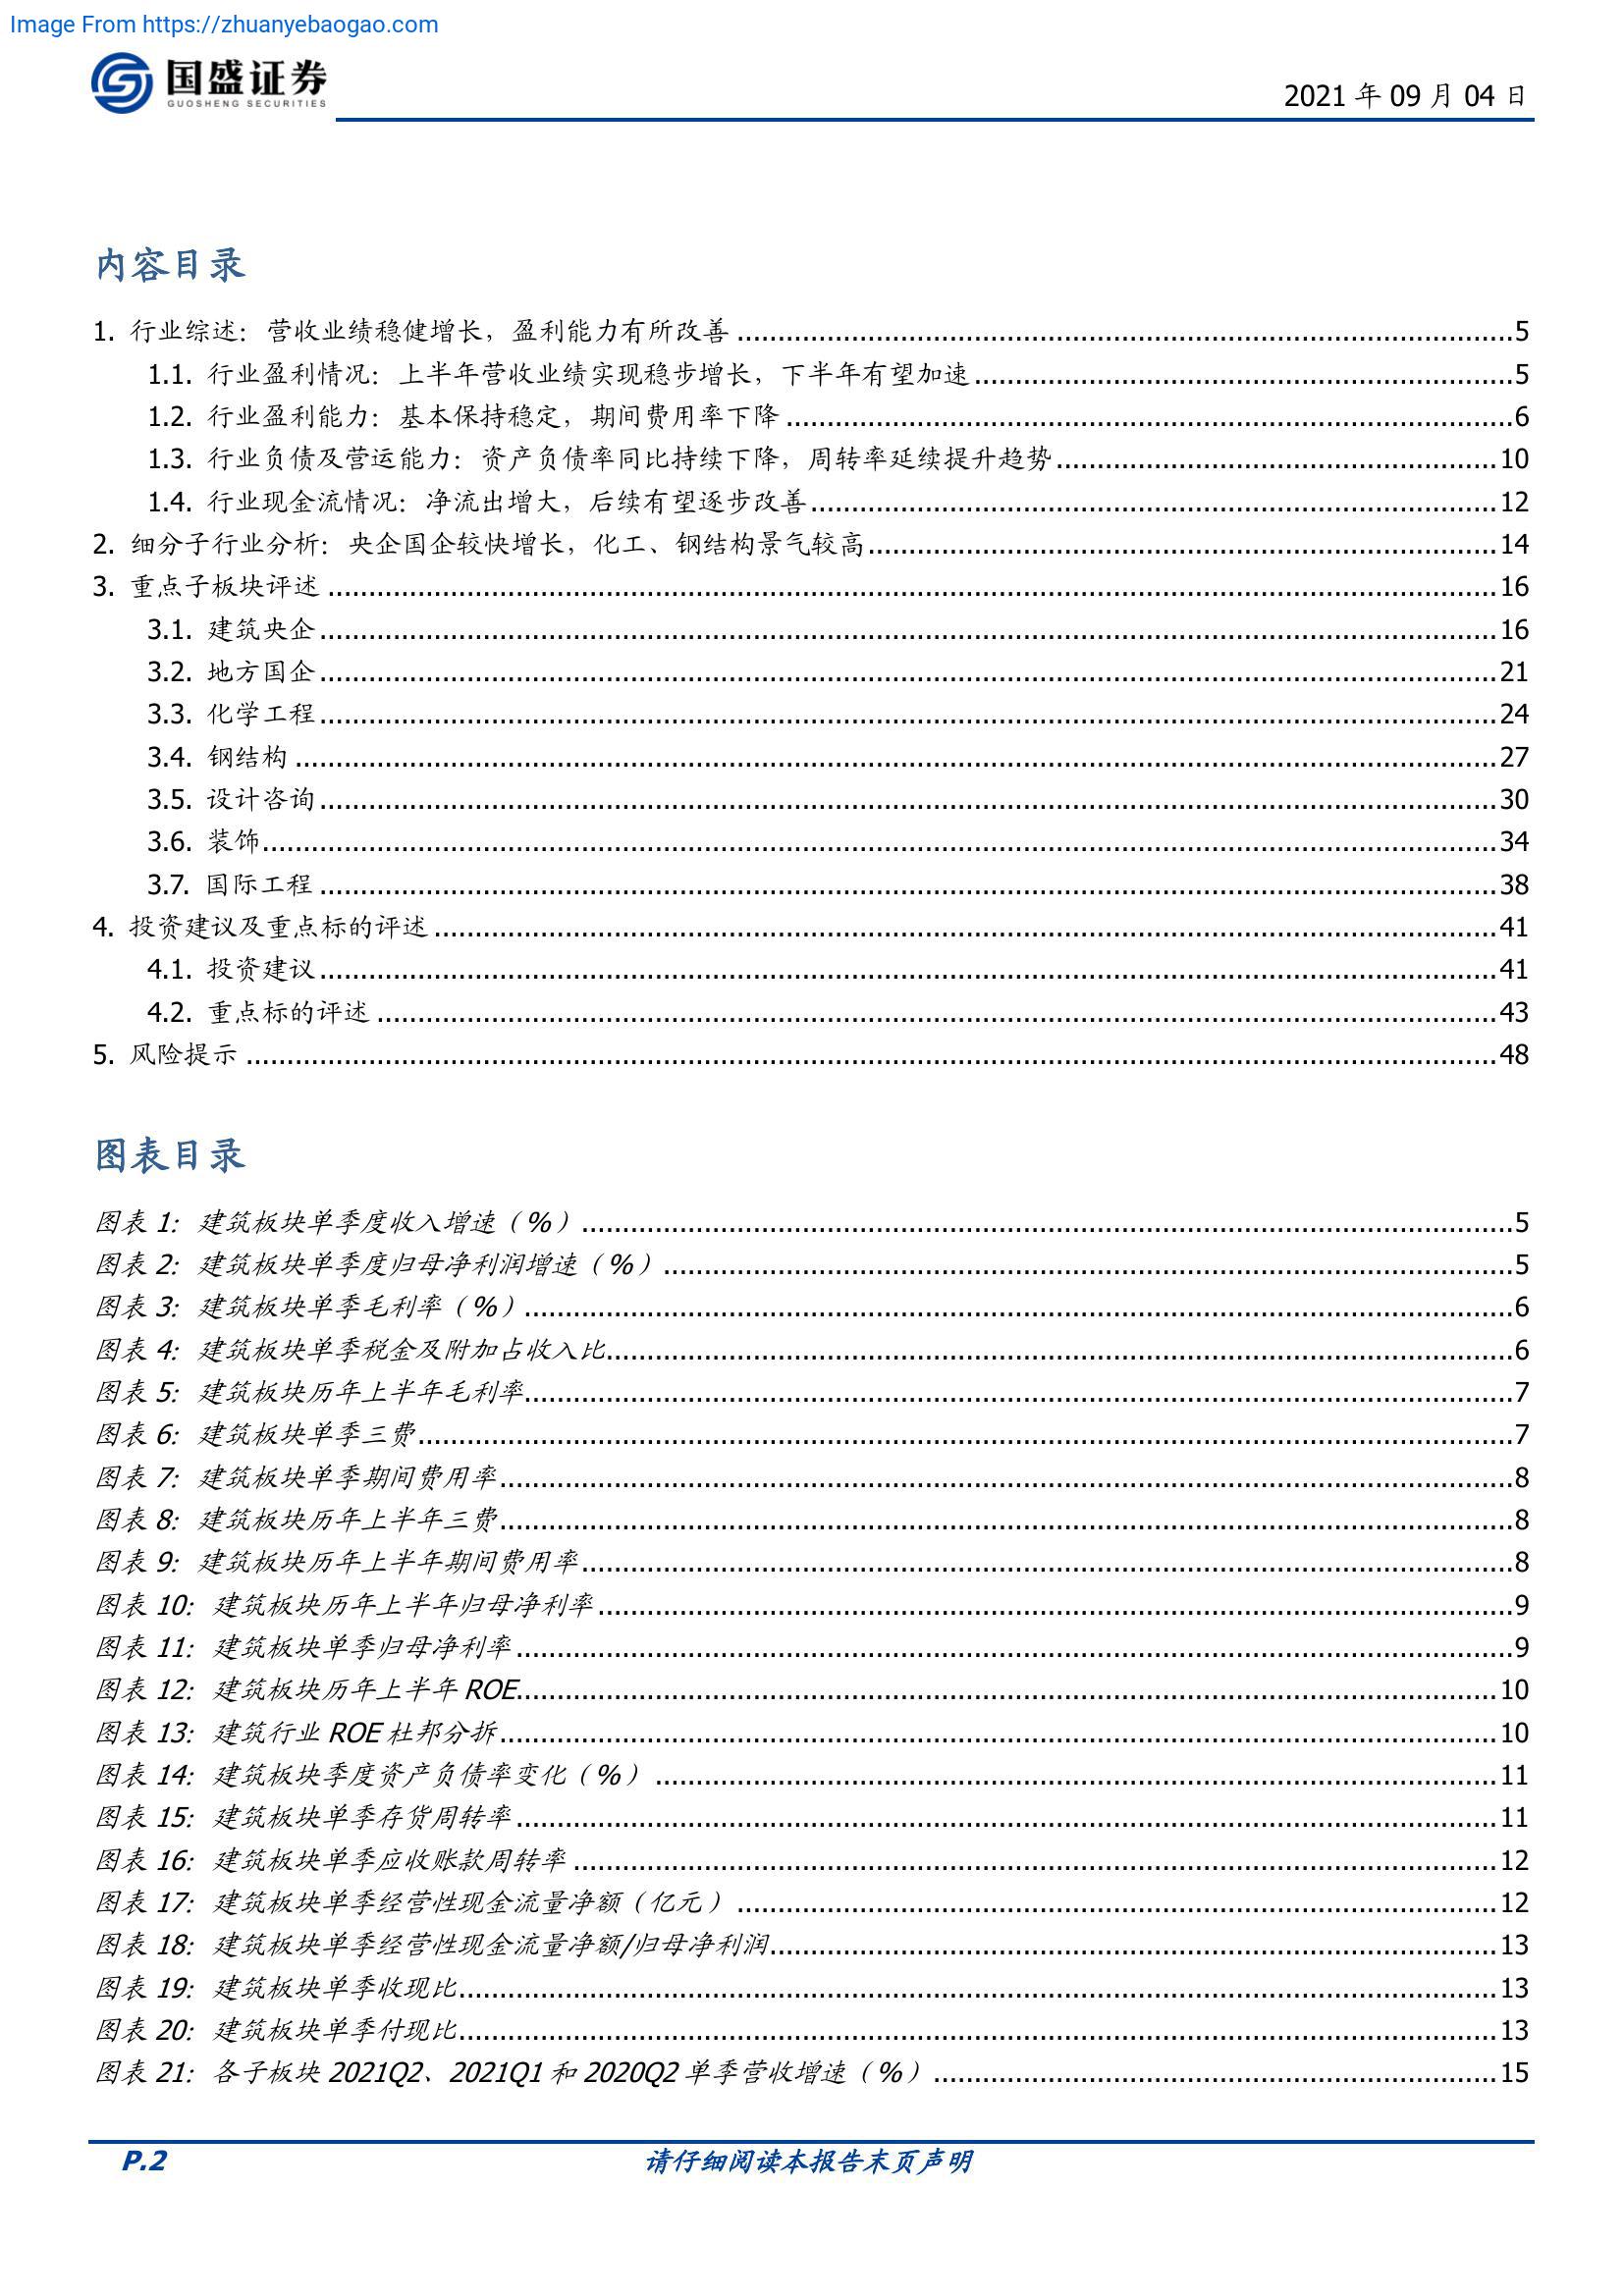 Image From https://zhuanyebaogao.com
国盛证券
GUOSHENG SECURITIES
2021 年 09 月 04 日
内容目录
1. 行业综述：营收业绩稳健增长，盈利能力有所改善 ........ 5
1.1. 行业盈利情况：上半年营收业绩实现稳步增长，下半年有望加速 ........ 5
1.2. 行业盈利能力：基本保持稳定，期间费用率下降 ........ 6
1.3. 行业负债及营运能力：资产负债率同比持续下降，周转率延续提升趋势 ........ 10
1.4. 行业现金流情况：净流出增大，后续有望逐步改善 ........ 12
2. 细分子行业分析：央企国企较快增长，化工、钢结构景气较高 ........ 14
3. 重点子板块评述 ........ 16
3.1. 建筑央企 ........ 16
3.2. 地方国企 ........ 21
3.3. 化学工程 ........ 24
3.4. 钢结构 ........ 27
3.5. 设计咨询 ........ 30
3.6. 装饰 ........ 34
3.7. 国际工程 ........ 38
4. 投资建议及重点标的评述 ........ 41
4.1. 投资建议 ........ 41
4.2. 重点标的评述 ........ 43
5. 风险提示 ........ 48
图表目录
图表 1: 建筑板块单季度收入增速（%） ........ 5
图表 2: 建筑板块单季度归母净利润增速（%） ........ 5
图表 3: 建筑板块单季毛利率（%） ........ 6
图表 4: 建筑板块单季税金及附加占收入比 ........ 6
图表 5: 建筑板块历年上半年毛利率 ........ 7
图表 6: 建筑板块单季三费 ........ 7
图表 7: 建筑板块单季期间费用率 ........ 8
图表 8: 建筑板块历年上半年三费 ........ 8
图表 9: 建筑板块历年上半年期间费用率 ........ 8
图表 10: 建筑板块历年上半年归母净利率 ........ 9
图表 11: 建筑板块单季归母净利率 ........ 9
图表 12: 建筑板块历年上半年 ROE ........ 10
图表 13: 建筑行业 ROE 杜邦分拆 ........ 10
图表 14: 建筑板块季度资产负债率变化（%） ........ 11
图表 15: 建筑板块单季存货周转率 ........ 11
图表 16: 建筑板块单季应收账款周转率 ........ 12
图表 17: 建筑板块单季经营性现金流量净额（亿元） ........ 12
图表 18: 建筑板块单季经营性现金流量净额/归母净利润 ........ 13
图表 19: 建筑板块单季收现比 ........ 13
图表 20: 建筑板块单季付现比 ........ 13
图表 21: 各子板块 2021Q2、2021Q1 和 2020Q2 单季营收增速（%） ........ 15
P.2
请仔细阅读本报告末页声明